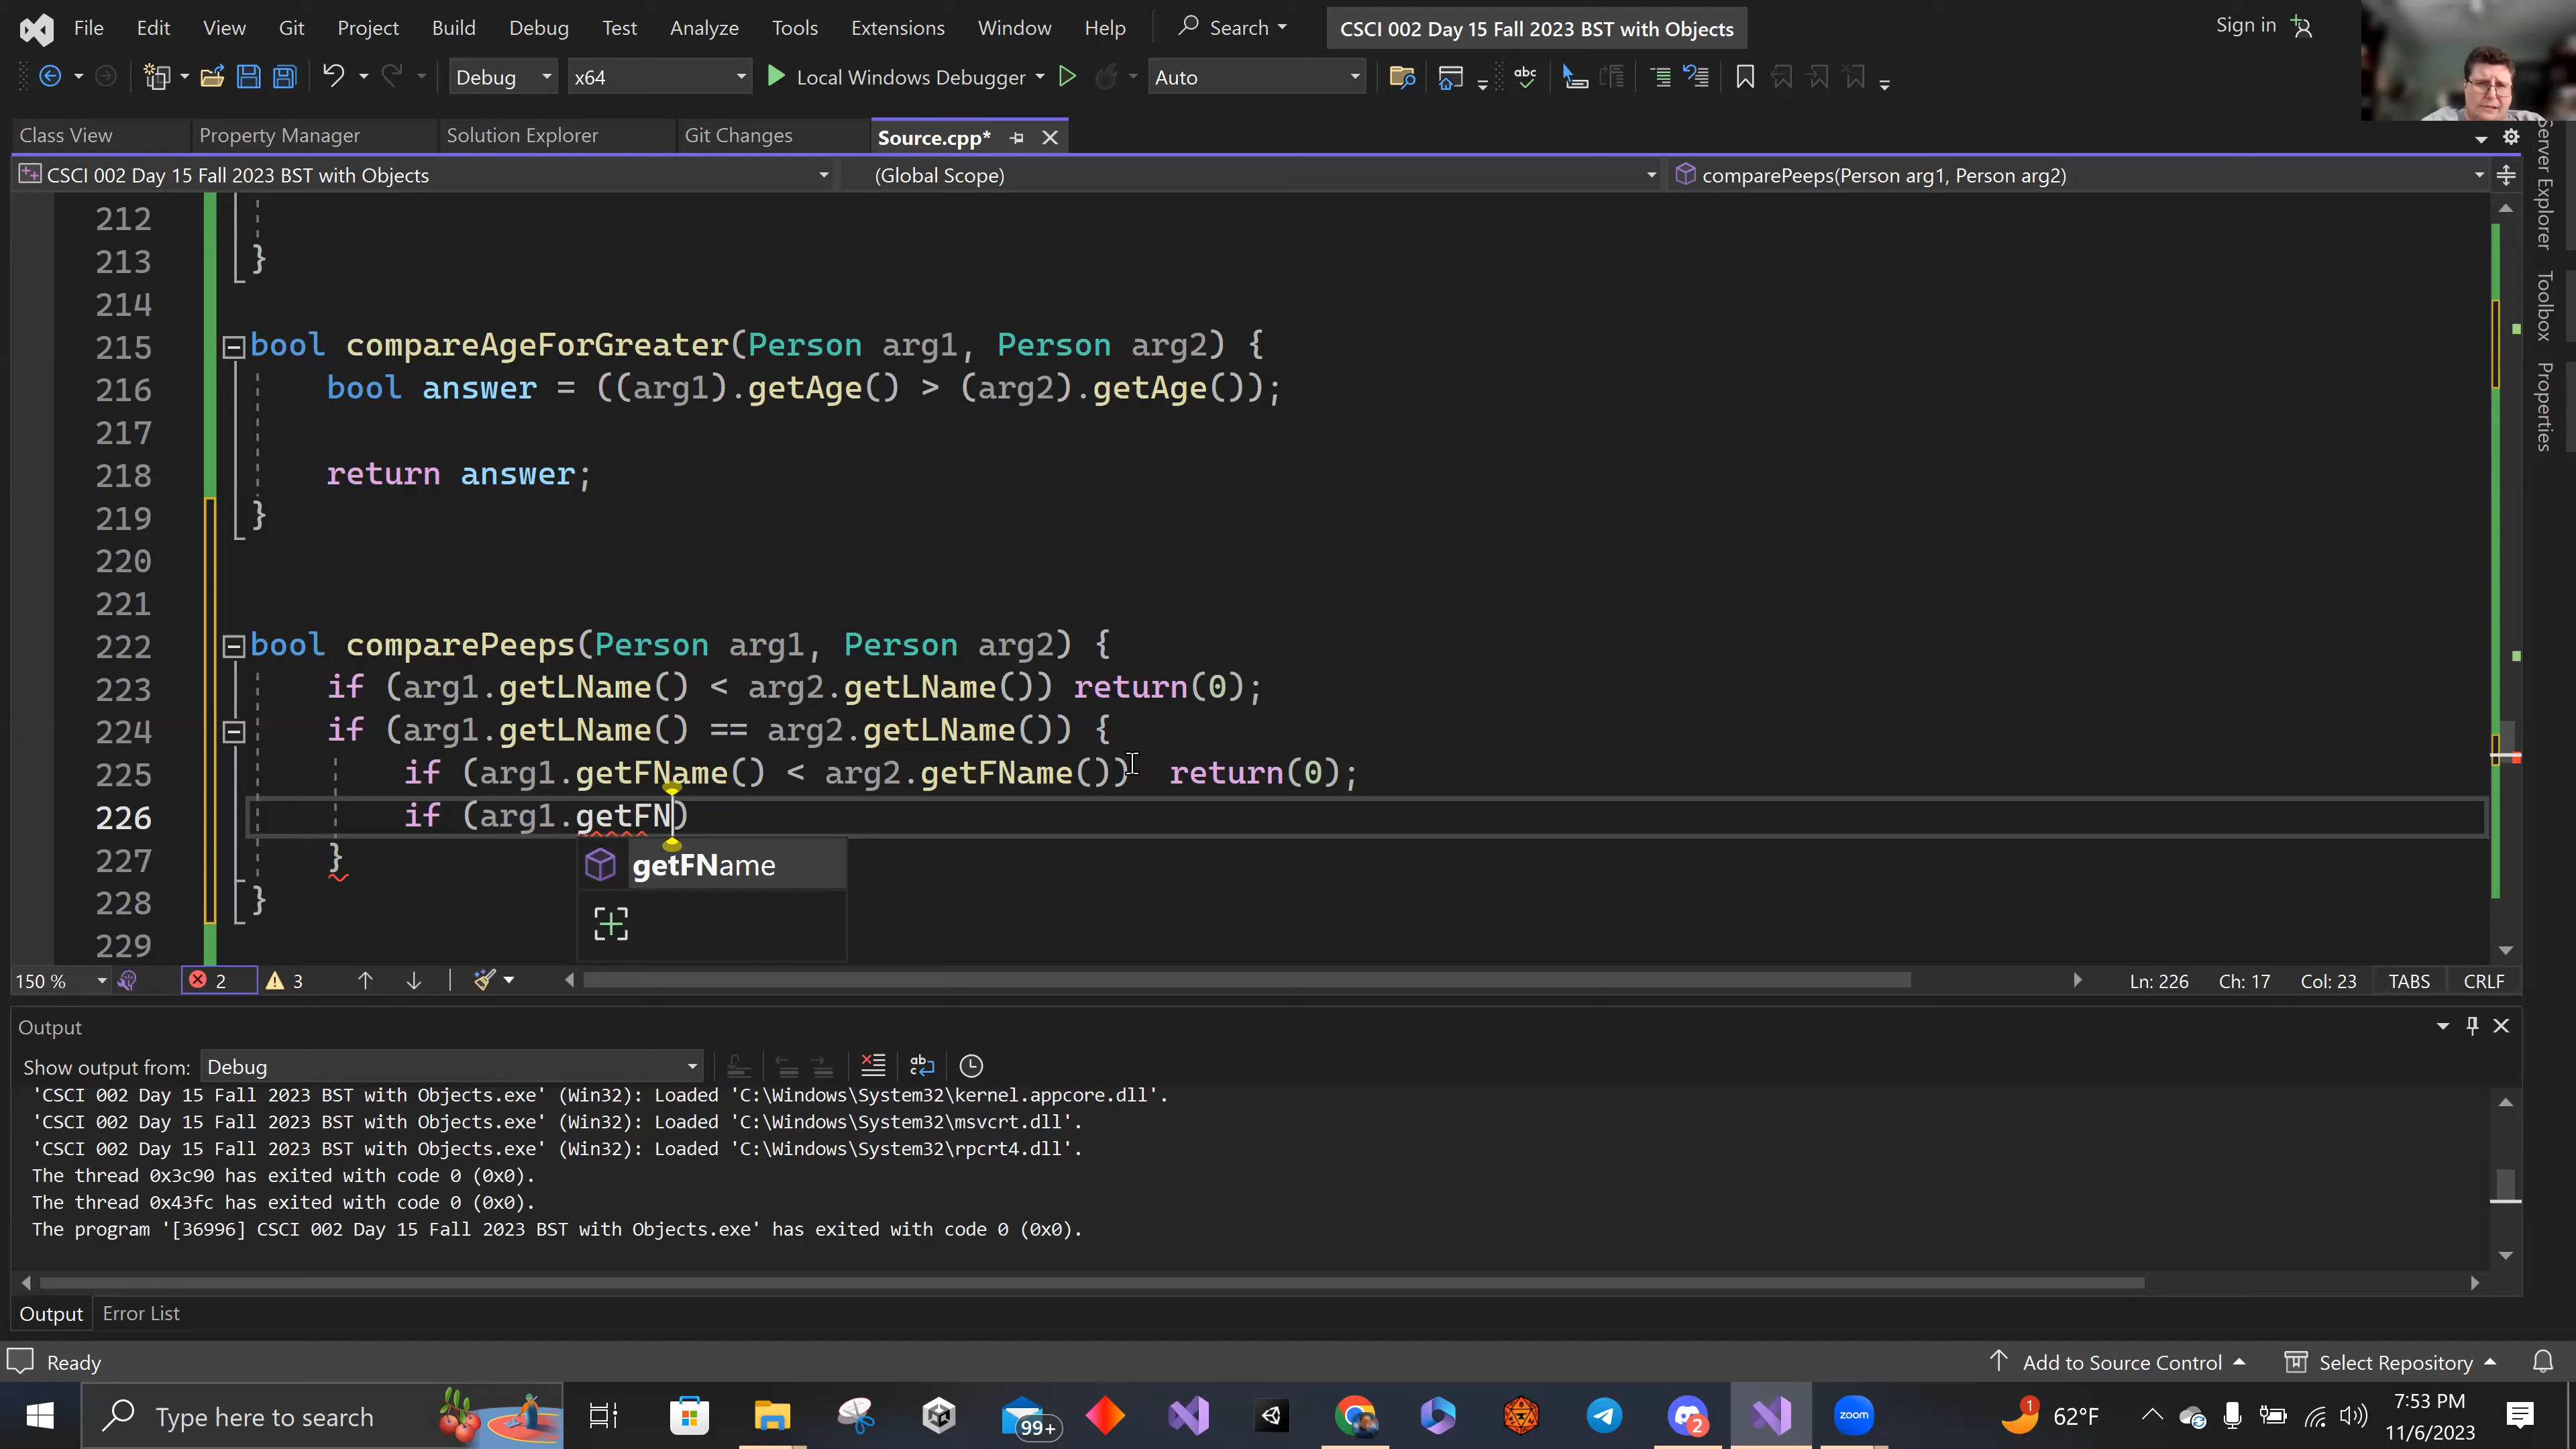 File Edit View Git Project Build Debug Test Analyze Tools Extensions Window Help Search CSCI 002 Day 15 Fall 2023 BST with Objects Sign in
Debug x64 Local Windows Debugger Auto
Class View Property Manager Solution Explorer Git Changes Source.cpp*
CSCI 002 Day 15 Fall 2023 BST with Objects (Global Scope) comparePeeps(Person arg1, Person arg2)
212
213 }
214
215 bool compareAgeForGreater(Person arg1, Person arg2) {
216 bool answer = ((arg1).getAge() > (arg2).getAge());
217
218 return answer;
219 }
220
221
222 bool comparePeeps(Person arg1, Person arg2) {
223 if (arg1.getLName() < arg2.getLName()) return(0);
224 if (arg1.getLName() == arg2.getLName()) {
225 if (arg1.getFName() < arg2.getFName()) return(0);
226 if (arg1.getFN)
227 }
getFName
228 }
229
150 % 2 3 Ln: 226 Ch: 17 Col: 23 TABS CRLF
Output
Show output from: Debug
'CSCI 002 Day 15 Fall 2023 BST with Objects.exe' (Win32): Loaded 'C:\Windows\System32\kernel.appcore.dll'.
'CSCI 002 Day 15 Fall 2023 BST with Objects.exe' (Win32): Loaded 'C:\Windows\System32\msvcrt.dll'.
'CSCI 002 Day 15 Fall 2023 BST with Objects.exe' (Win32): Loaded 'C:\Windows\System32\rpcrt4.dll'.
The thread 0x3c90 has exited with code 0 (0x0).
The thread 0x43fc has exited with code 0 (0x0).
The program '[36996] CSCI 002 Day 15 Fall 2023 BST with Objects.exe' has exited with code 0 (0x0).
Output Error List
Ready Add to Source Control Select Repository
Type here to search 99+ 2 zoom 1 62°F 7:53 PM
11/6/2023
Server Explorer
Toolbox
Properties